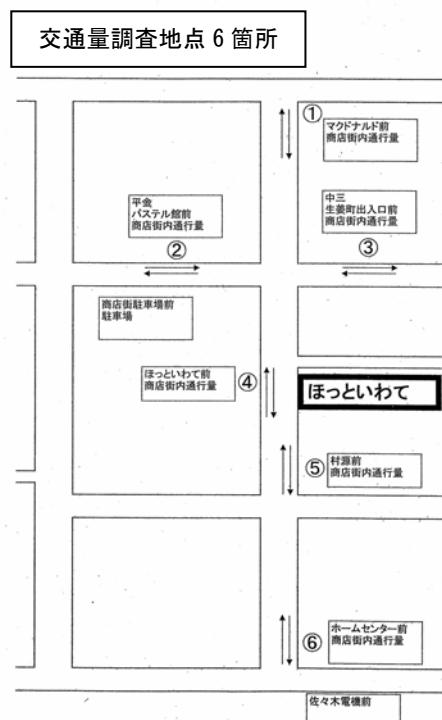 交通量調査地点 6 箇所
①
マクドナルド前
商店街内通行量
平金
パステル館前
商店街内通行量
②
中三
生姜町出入口前
商店街内通行量
③
商店街駐車場前
駐車場
ほっといわて前
商店街内通行量
④
ほっといわて
⑤
村源前
商店街内通行量
⑥
ホームセンター前
商店街内通行量
佐々木電機前